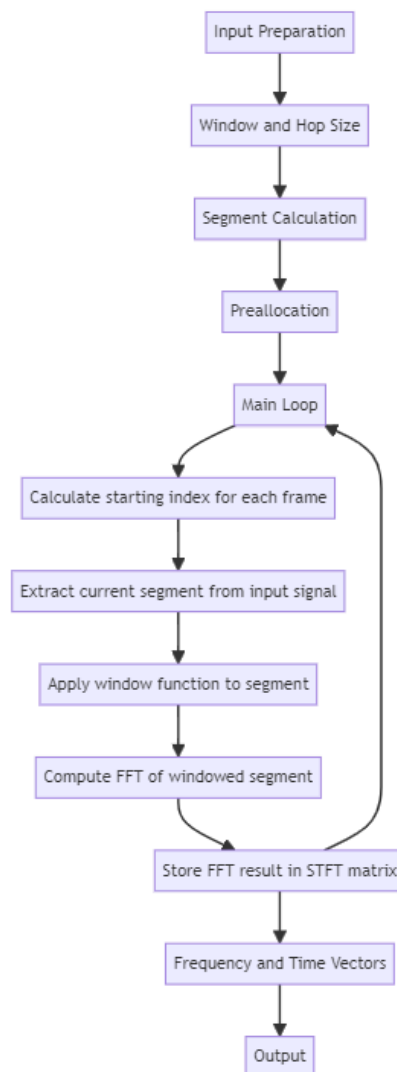 Input Preparation
Window and Hop Size
Segment Calculation
Preallocation
Main Loop
Calculate starting index for each frame
Extract current segment from input signal
Apply window function to segment
Compute FFT of windowed segment
Store FFT result in STFT matrix
Frequency and Time Vectors
Output